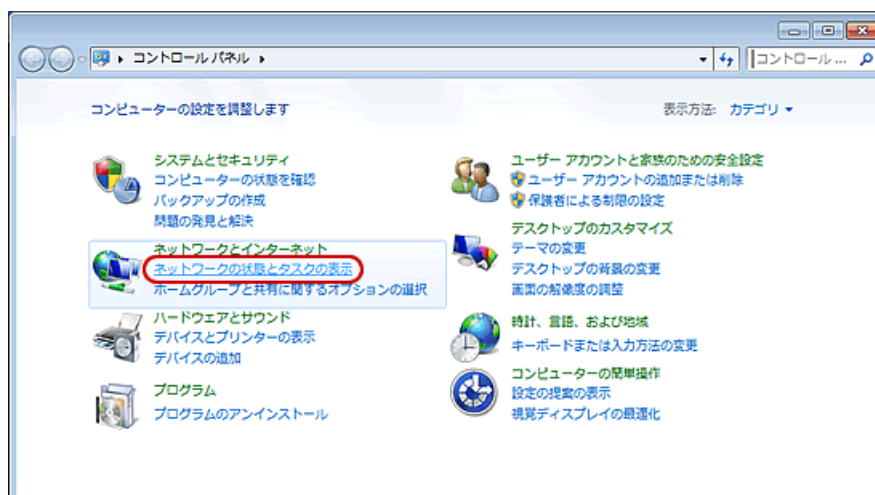 コントロール パネル
コントロール ...
コンピューターの設定を調整します
表示方法: カテゴリ
システムとセキュリティ
コンピューターの状態を確認
バックアップの作成
問題の発見と解決
ネットワークとインターネット
ネットワークの状態とタスクの表示
ホームグループと共有に関するオプションの選択
ハードウェアとサウンド
デバイスとプリンターの表示
デバイスの追加
プログラム
プログラムのアンインストール
ユーザー アカウントと家族のための安全設定
ユーザー アカウントの追加または削除
保護者による制限の設定
デスクトップのカスタマイズ
テーマの変更
デスクトップの背景の変更
画面の解像度の調整
時計、言語、および地域
キーボードまたは入力方法の変更
コンピューターの簡単操作
設定の提案の表示
視覚ディスプレイの最適化